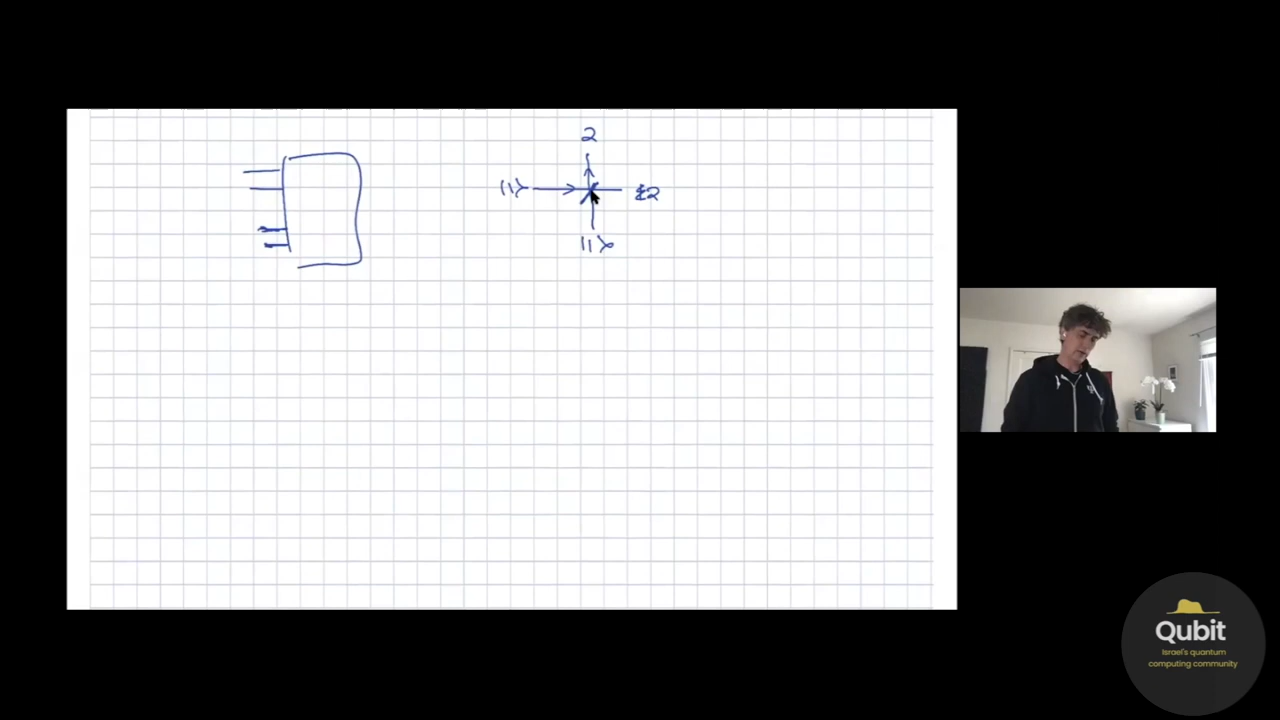 2
|1> 2
|1>
Qubit
Israel's quantum
computing community